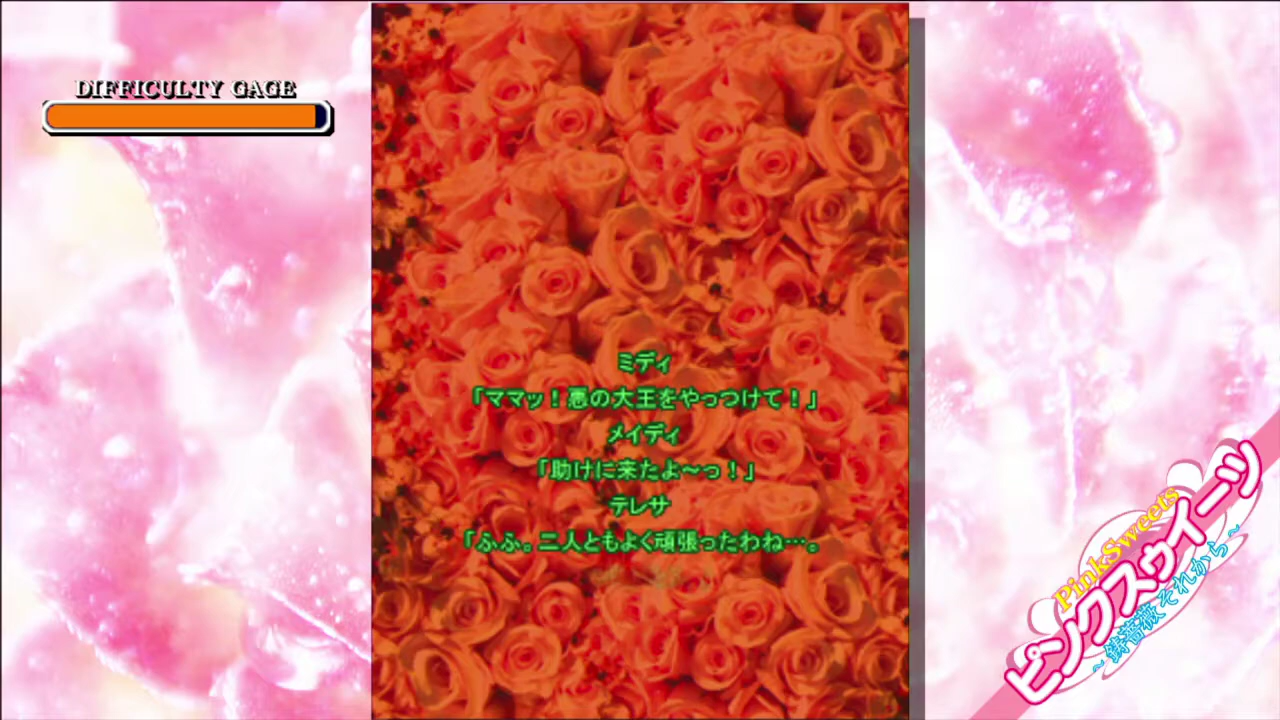 DIFFICULTY GAGE
ミディ
「ママッ！悪の大王をやっつけて！」
メイディ
「助けに来たよ～っ！」
テレサ
「ふふ。二人ともよく頑張ったわね…。
PinkSweets
ピンクスゥイーツ
～鋳薔薇それから～